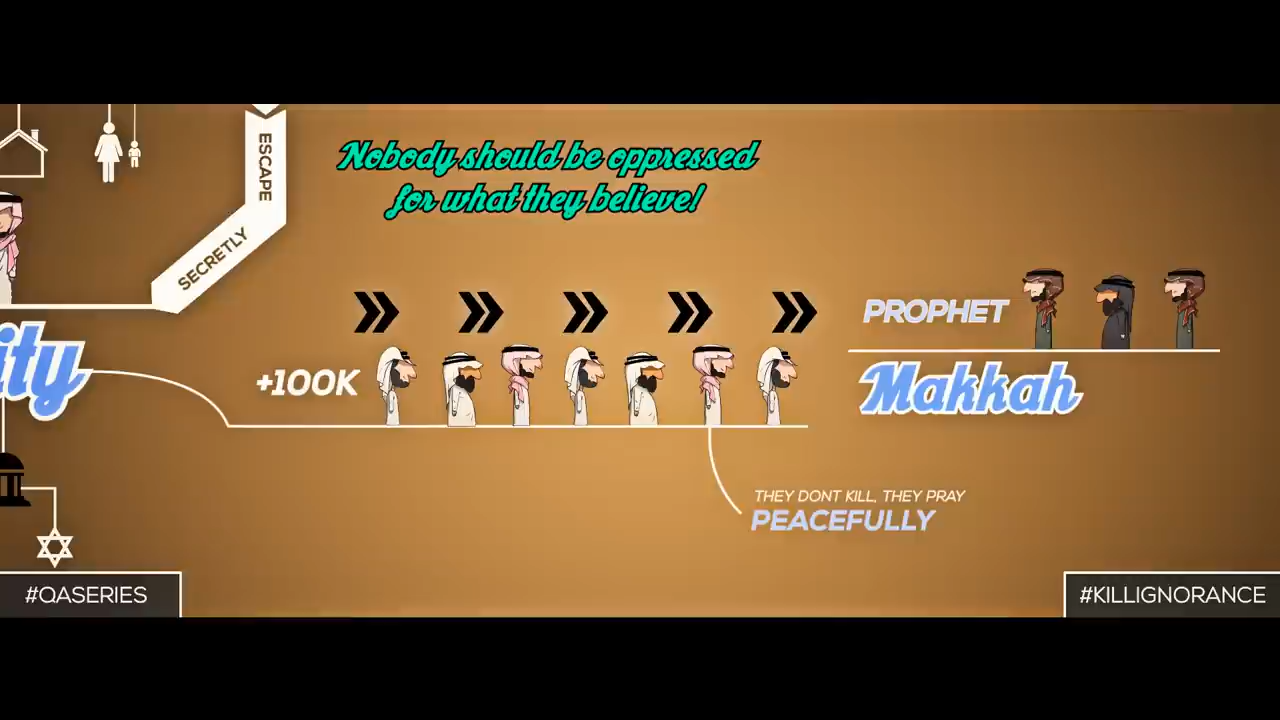 ESCAPE
SECRETLY
Nobody should be oppressed
for what they believe!
PROPHET
ity
+100K
Makkah
THEY DONT KILL, THEY PRAY
PEACEFULLY
#QASERIES
#KILLIGNORANCE